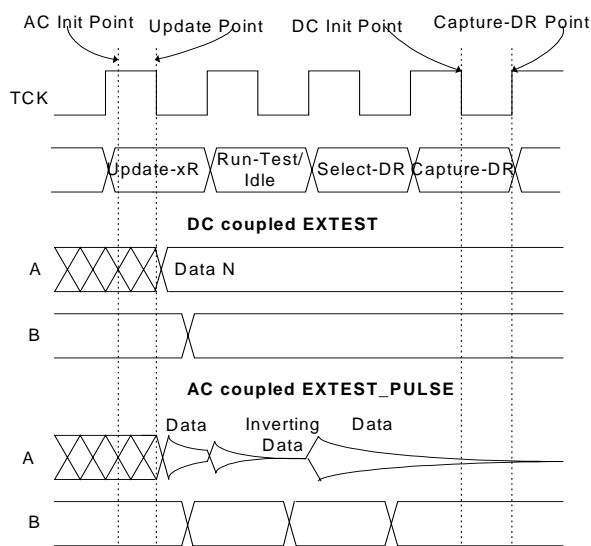 AC Init Point Update Point DC Init Point Capture-DR Point
TCK
Update-xR Run-Test/ Idle Select-DR Capture-DR
DC coupled EXTEST
A Data N
B
AC coupled EXTEST_PULSE
Data Inverting Data Data
A
B